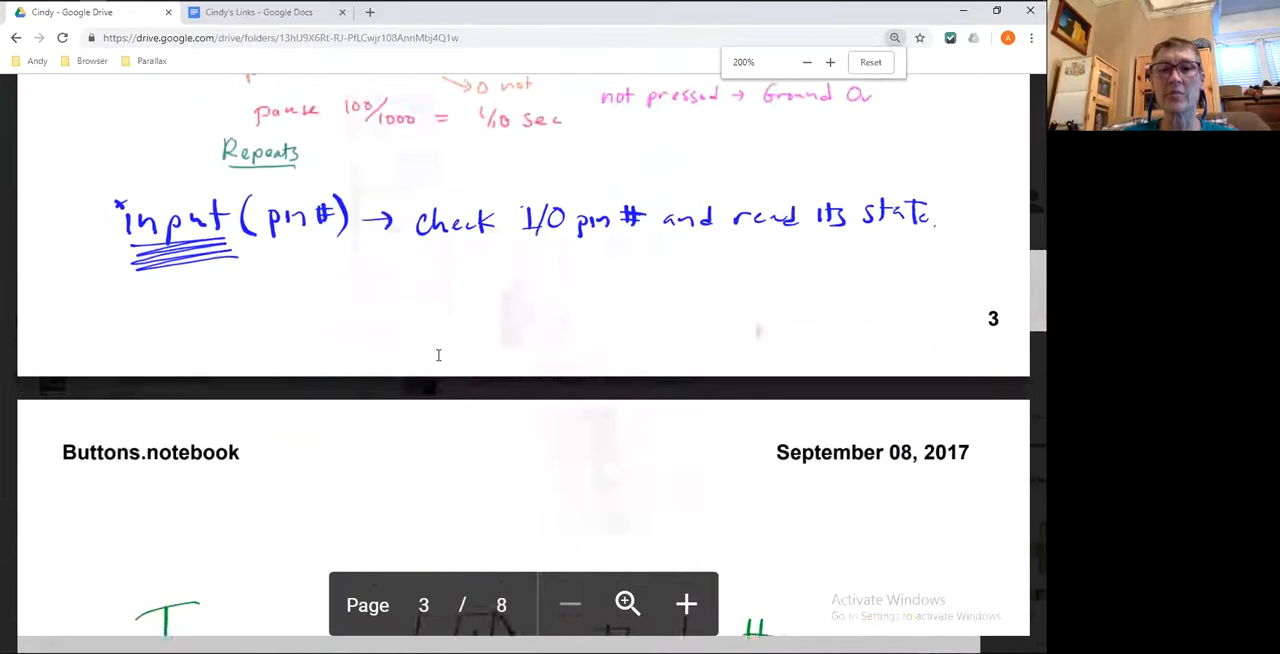 Cindy - Google Drive
Cindy's Links - Google Docs
https://drive.google.com/drive/folders/13hU9X6Rt-RJ-PfLCwjr108AnnMbj4Q1w
Andy
Browser
Parallax
200%
Reset
A
0 not
not pressed → Ground 0v
pause 100/1000 = 1/10 sec
Repeats
*input (pin #) → check I/O pin # and read its state.
3
Buttons.notebook
September 08, 2017
Page 3 / 8
Activate Windows
Go to Settings to activate Windows